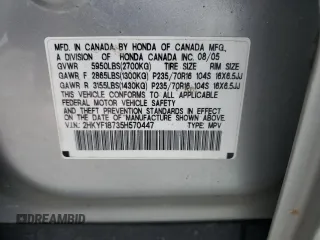 MFD. IN CANADA BY HONDA OF CANADA MFG.,
A DIVISION OF HONDA CANADA INC. 08/05
GVWR 5950LBS(2700KG) TIRE SIZE RIM SIZE
GAWR F 2865LBS(1300KG) P235/70R16 104S 16X6.5JJ
GAWR R 3155LBS(1430KG) P235/70R16 104S 16X6.5JJ
THIS VEHICLE CONFORMS TO ALL APPLICABLE
FEDERAL MOTOR VEHICLE SAFETY
AND THEFT PREVENTION STANDARDS IN EFFECT ON THE
DATE OF MANUFACTURE SHOWN ABOVE.
V.I.N.: 2HKYF18735H570447 TYPE: MPV
DREAMBID